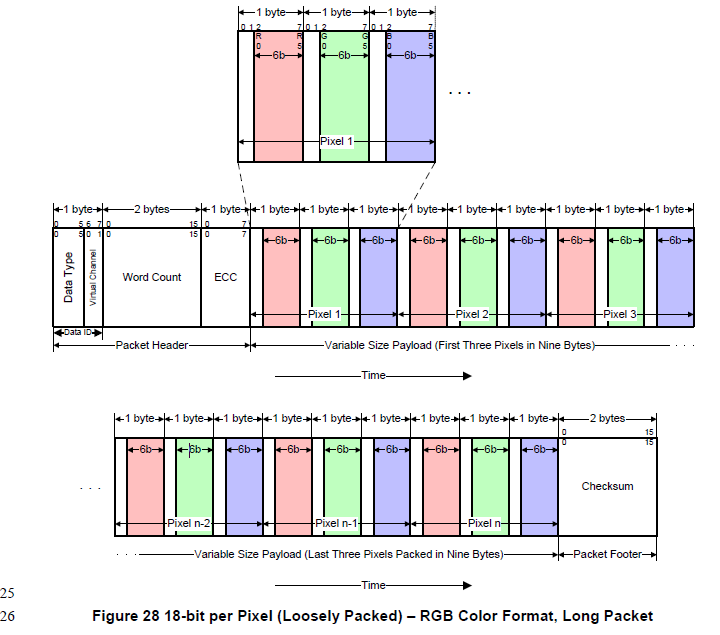 1 byte 1 byte 1 byte
0 1 2 7 0 1 2 7 0 1 2 7
R R G G B B
0 5 0 5 0 5
6b 6b 6b
. . .
Pixel 1
1 byte 2 bytes 1 byte 1 byte 1 byte 1 byte 1 byte 1 byte 1 byte 1 byte 1 byte 1 byte
0 5 6 7 0 15 0 7
0 5 0 1 0 15 0 7
Data Type
Virtual Channel
Word Count
ECC
6b 6b 6b 6b 6b 6b 6b 6b 6b
Pixel 1 Pixel 2 Pixel 3
Data ID
Packet Header
Variable Size Payload (First Three Pixels in Nine Bytes) . . .
Time
1 byte 1 byte 1 byte 1 byte 1 byte 1 byte 1 byte 1 byte 1 byte 2 bytes
0 15
0 15
6b 6b 6b 6b 6b 6b 6b 6b 6b
Checksum
. . .
Pixel n-2 Pixel n-1 Pixel n
. . . Variable Size Payload (Last Three Pixels Packed in Nine Bytes) Packet Footer
Time
25
26 Figure 28 18-bit per Pixel (Loosely Packed) – RGB Color Format, Long Packet